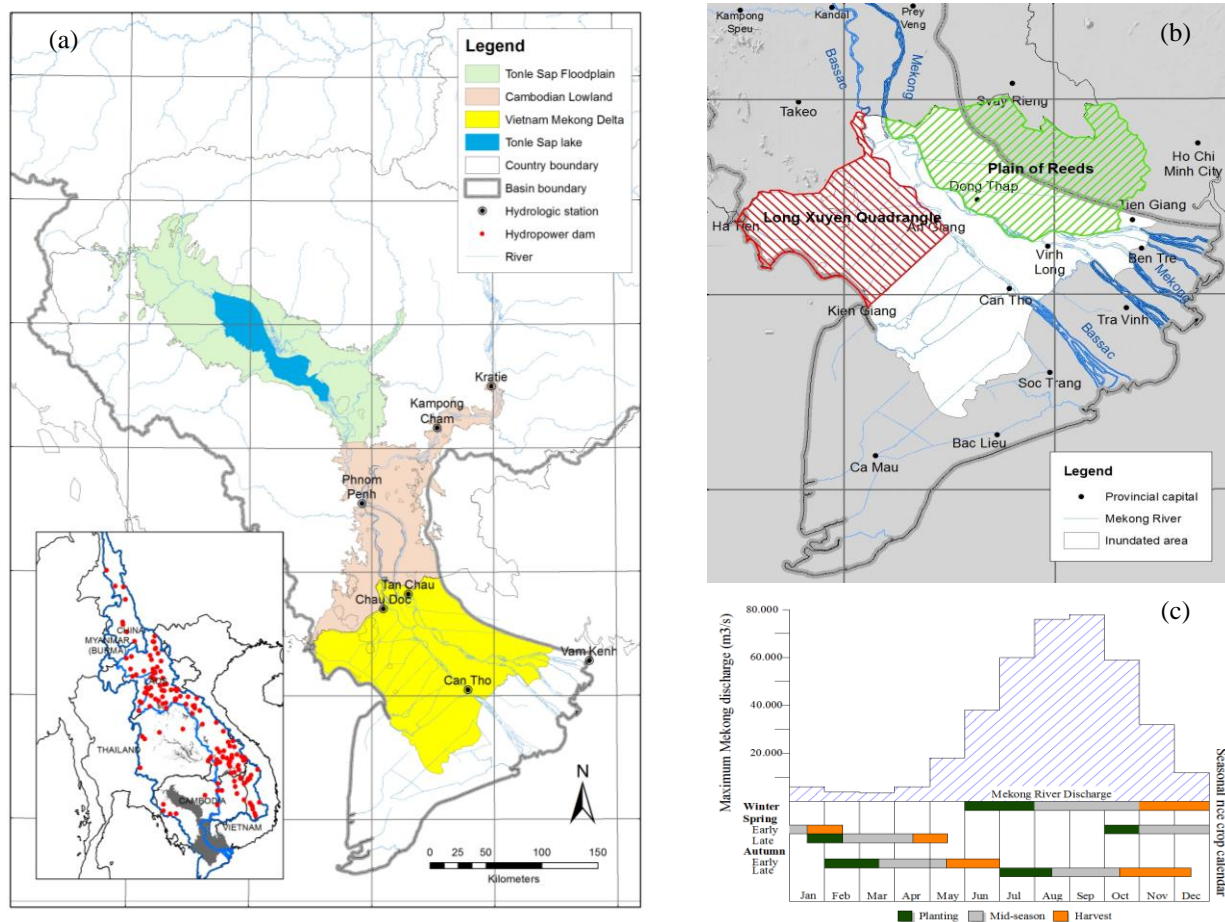 (a)
Legend
Tonle Sap Floodplain
Cambodian Lowland
Vietnam Mekong Delta
Tonle Sap lake
Country boundary
Basin boundary
Hydrologic station
Hydropower dam
River
Kratie
Kampong
Cham
Phnom
Penh
Tan Chau
Chau Doc
Vam Kenh
Can Tho
N
0 25 50 100 150
Kilometers
CHINA
MYANMAR
(BURMA)
THAILAND
CAMBODIA
VIETNAM
(b)
Kampong
Speu
Kandal
Prey
Veng
Bassac
Mekong
Takeo
Svay Rieng
Ho Chi
Minh City
Plain of Reeds
Dong Thap
Tien Giang
Long Xuyen Quadrangle
Ha Tien
An Giang
Vinh
Long
Ben Tre
Mekong
Can Tho
Kien Giang
Tra Vinh
Bassac
Soc Trang
Bac Lieu
Ca Mau
Legend
Provincial capital
Mekong River
Inundated area
(c)
Maximum Mekong discharge (m3/s)
80.000
60.000
40.000
20.000
Mekong River Discharge
Seasonal rice crop calendar
Winter
Spring
Early
Late
Autumn
Early
Late
Jan Feb Mar Apr May Jun Jul Aug Sep Oct Nov Dec
Planting Mid-season Harvest